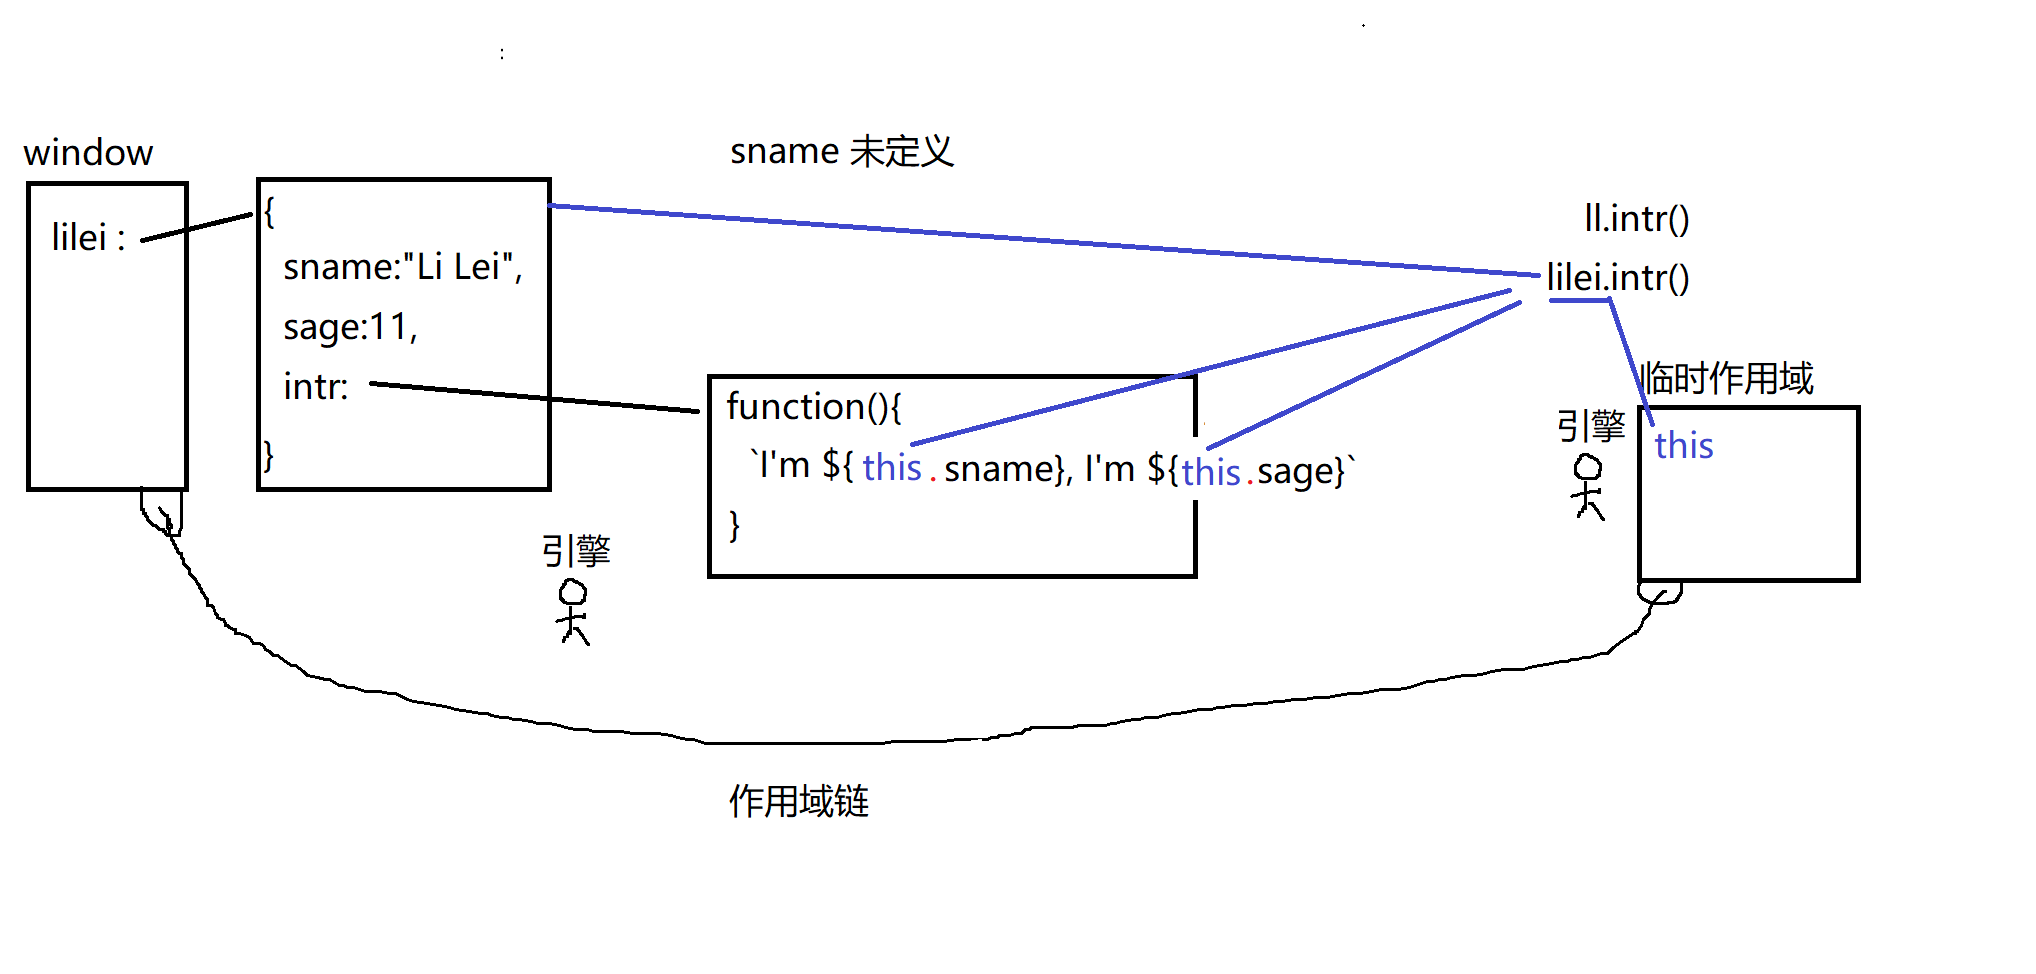 window
lilei :
{
sname:"Li Lei",
sage:11,
intr:
}
sname 未定义
function(){
`I'm ${ this . sname}, I'm ${this . sage}`
}
引擎
作用域链
ll.intr()
lilei.intr()
临时作用域
引擎
this